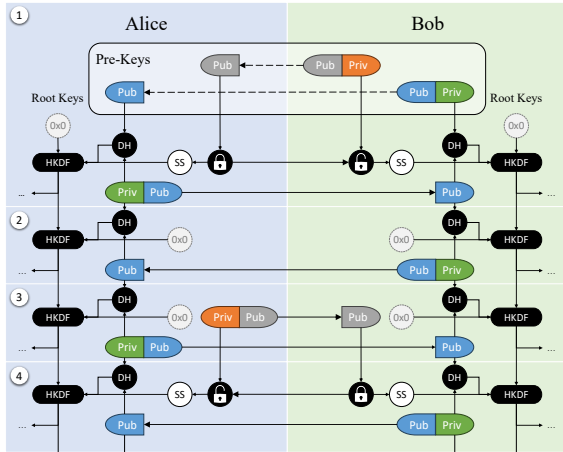 1
Alice
Bob
Pre-Keys
Pub
Pub Priv
Pub
Pub Priv
Root Keys
Root Keys
0x0
0x0
DH
DH
HKDF
SS
SS
HKDF
...
Priv Pub
Pub
...
2
DH
DH
HKDF
0x0
0x0
HKDF
...
Pub
Pub Priv
...
3
DH
DH
HKDF
0x0
Priv Pub
Pub
0x0
HKDF
...
Priv Pub
Pub
...
4
DH
DH
HKDF
SS
SS
HKDF
...
Pub
Pub Priv
...